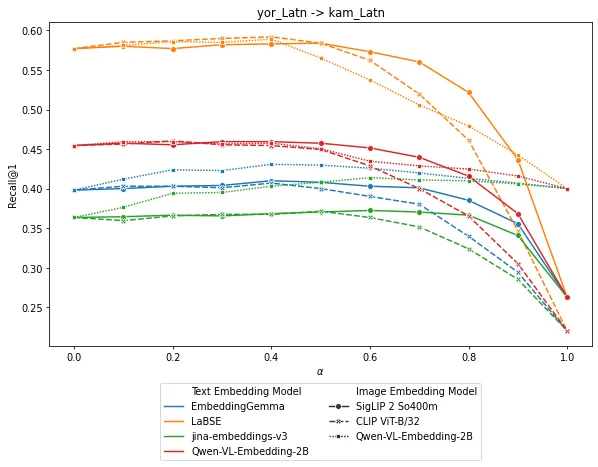 yor_Latn -> kam_Latn
Recall@1
0.60
0.55
0.50
0.45
0.40
0.35
0.30
0.25
0.0 0.2 0.4 0.6 0.8 1.0
α
Text Embedding Model Image Embedding Model
EmbeddingGemma SigLIP 2 So400m
LaBSE CLIP ViT-B/32
jina-embeddings-v3 Qwen-VL-Embedding-2B
Qwen-VL-Embedding-2B